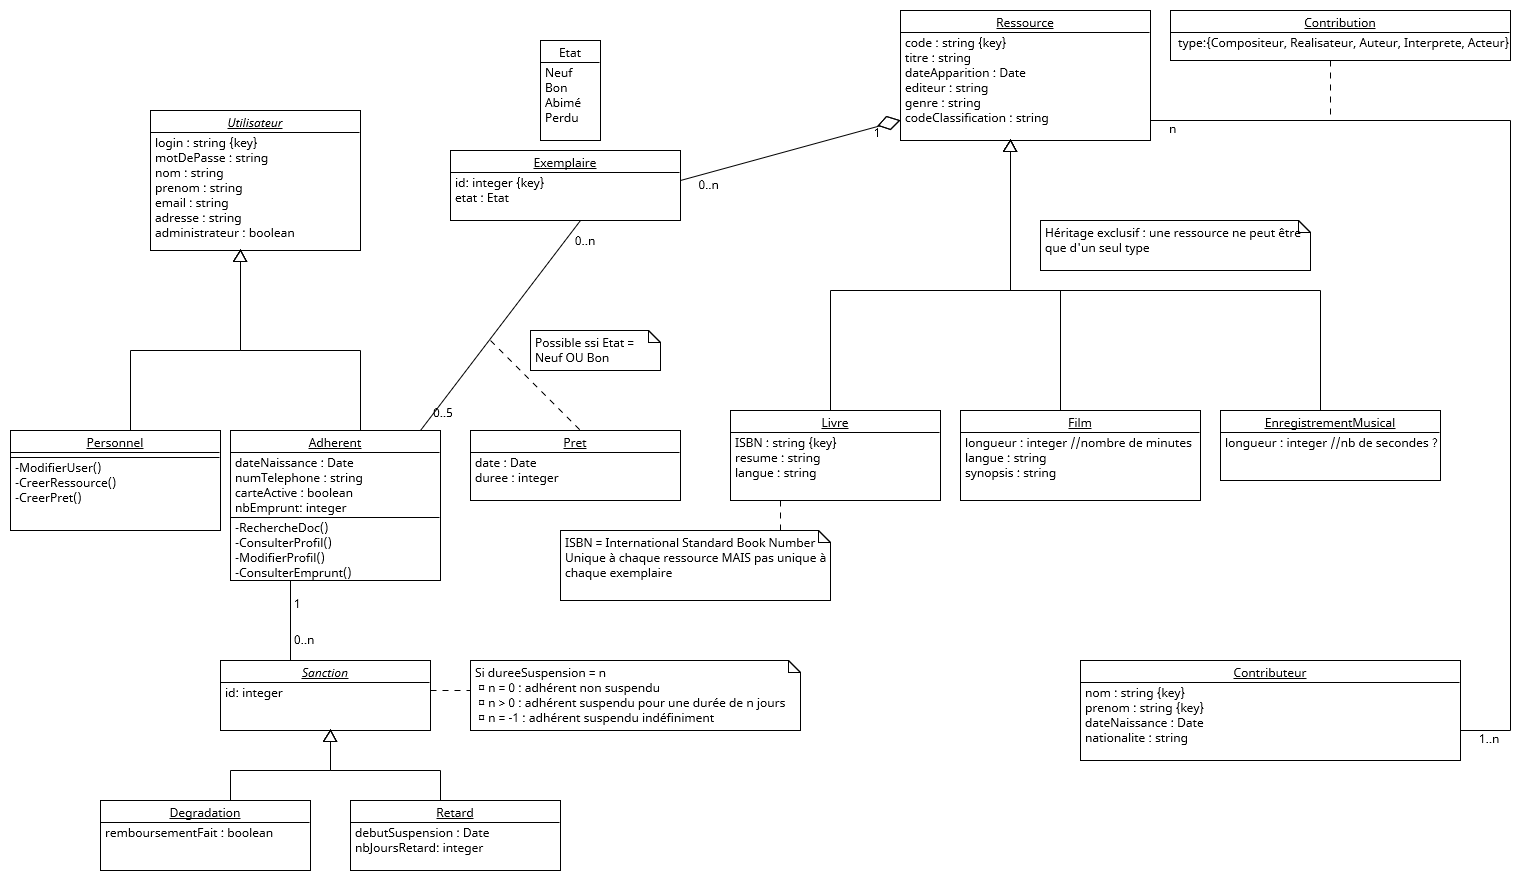 Ressource
code : string {key}
titre : string
dateApparition : Date
editeur : string
genre : string
codeClassification : string
Contribution
type:{Compositeur, Realisateur, Auteur, Interprete, Acteur}
Etat
Neuf
Bon
Abimé
Perdu
Utilisateur
login : string {key}
motDePasse : string
nom : string
prenom : string
email : string
adresse : string
administrateur : boolean
Exemplaire
id: integer {key}
etat : Etat
1
0..n
n
0..n
Héritage exclusif : une ressource ne peut être
que d'un seul type
Possible ssi Etat =
Neuf OU Bon
0..5
Personnel
-ModifierUser()
-CreerRessource()
-CreerPret()
Adherent
dateNaissance : Date
numTelephone : string
carteActive : boolean
nbEmprunt: integer
-RechercheDoc()
-ConsulterProfil()
-ModifierProfil()
-ConsulterEmprunt()
Pret
date : Date
duree : integer
Livre
ISBN : string {key}
resume : string
langue : string
Film
longueur : integer //nombre de minutes
langue : string
synopsis : string
EnregistrementMusical
longueur : integer //nb de secondes ?
ISBN = International Standard Book Number
Unique à chaque ressource MAIS pas unique à
chaque exemplaire
1
0..n
Sanction
id: integer
Si dureeSuspension = n
¤ n = 0 : adhérent non suspendu
¤ n > 0 : adhérent suspendu pour une durée de n jours
¤ n = -1 : adhérent suspendu indéfiniment
Contributeur
nom : string {key}
prenom : string {key}
dateNaissance : Date
nationalite : string
1..n
Degradation
remboursementFait : boolean
Retard
debutSuspension : Date
nbJoursRetard: integer